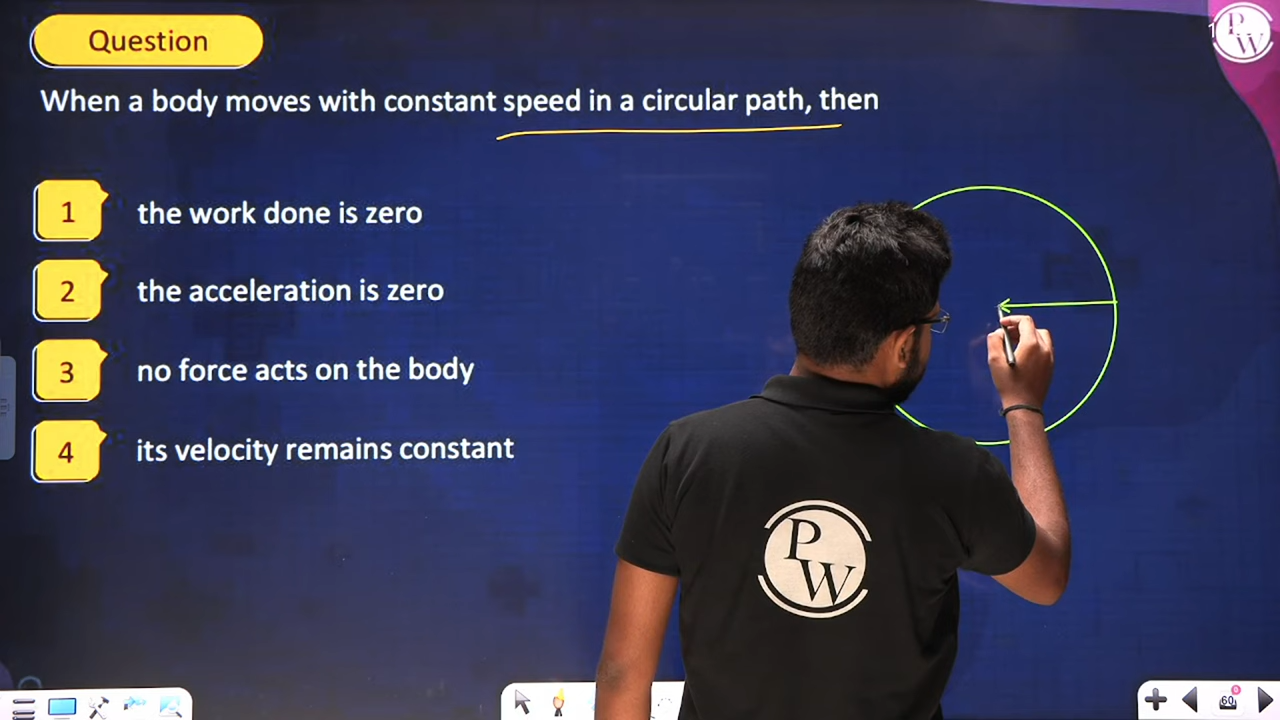 Question
When a body moves with constant speed in a circular path, then
1 the work done is zero
2 the acceleration is zero
3 no force acts on the body
4 its velocity remains constant
PW
PW
60